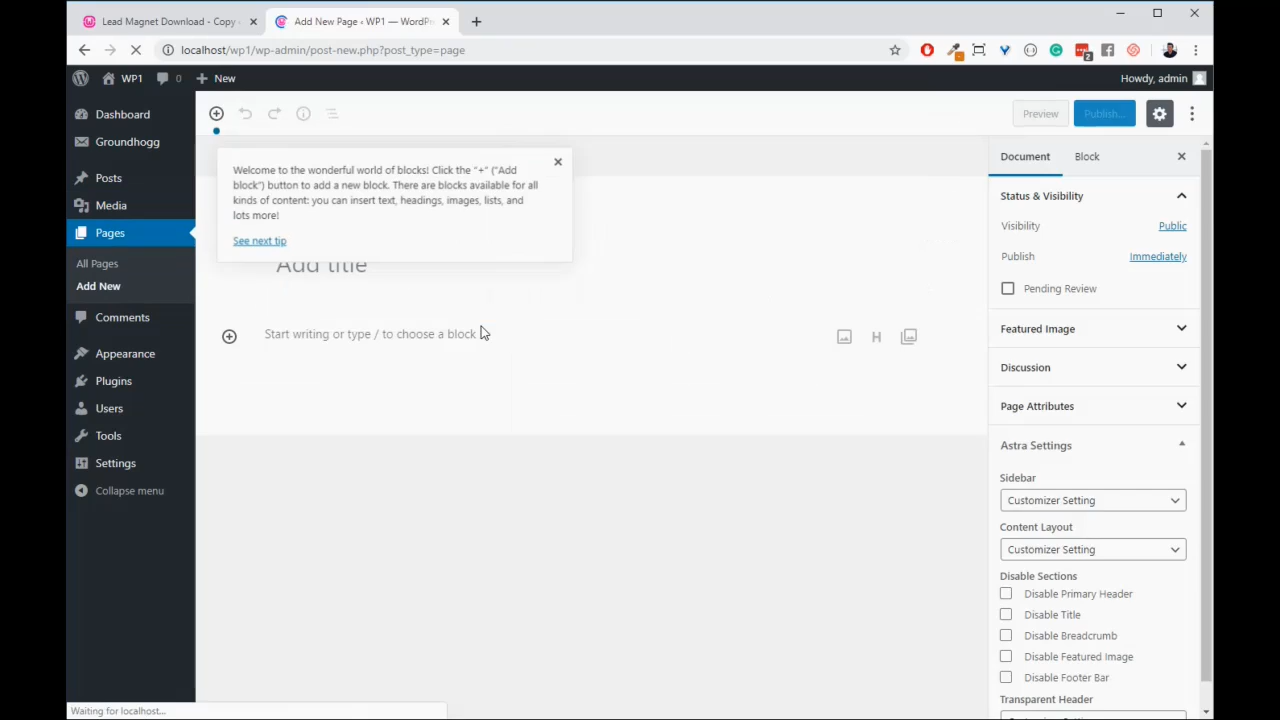 Lead Magnet Download - Copy
Add New Page ‹ WP1 — WordPr
localhost/wp1/wp-admin/post-new.php?post_type=page
2
WP1
0
New
Howdy, admin
Dashboard
Groundhogg
Posts
Media
Pages
All Pages
Add New
Comments
Appearance
Plugins
Users
Tools
Settings
Collapse menu
Preview
Publish...
Welcome to the wonderful world of blocks! Click the "+" ("Add
block") button to add a new block. There are blocks available for all
kinds of content: you can insert text, headings, images, lists, and
lots more!
See next tip
Add title
Start writing or type / to choose a block
H
Document
Block
Status & Visibility
Visibility
Public
Publish
Immediately
Pending Review
Featured Image
Discussion
Page Attributes
Astra Settings
Sidebar
Customizer Setting
Content Layout
Customizer Setting
Disable Sections
Disable Primary Header
Disable Title
Disable Breadcrumb
Disable Featured Image
Disable Footer Bar
Transparent Header
Waiting for localhost...